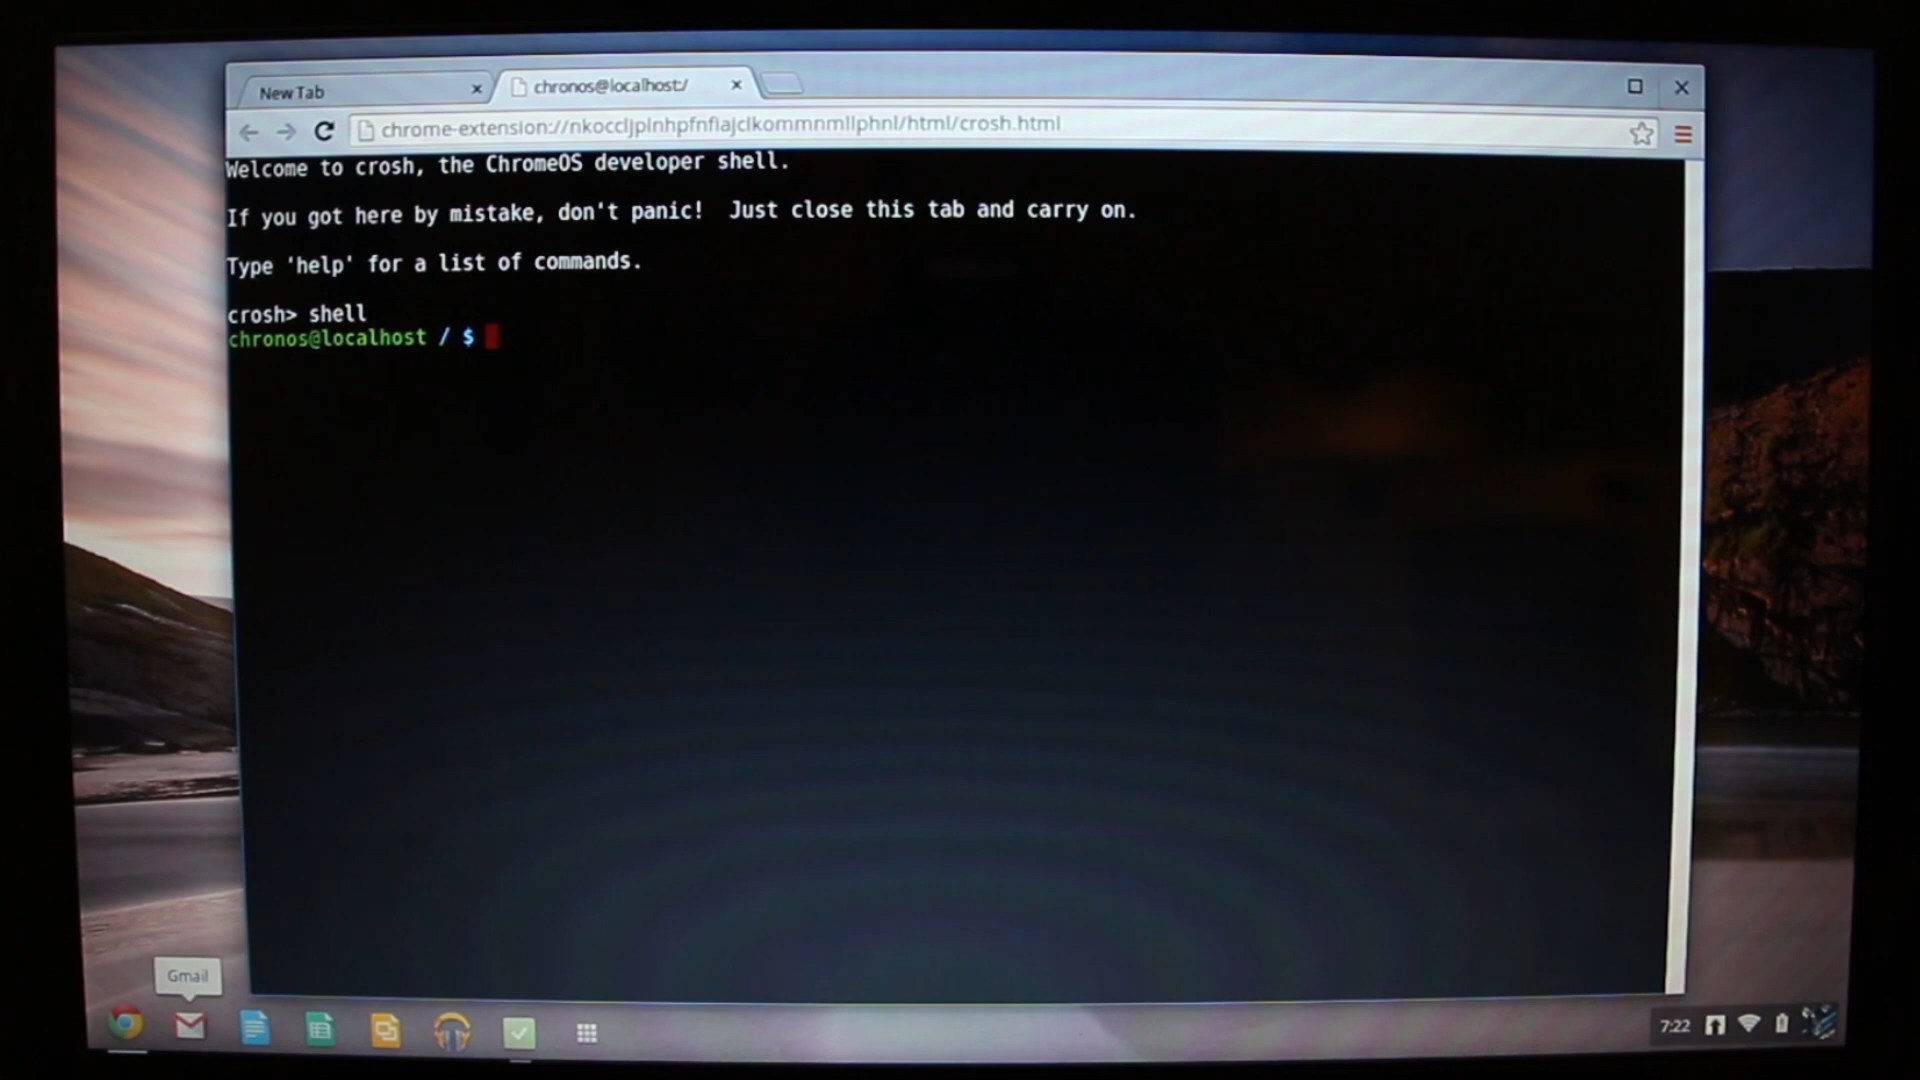 New Tab
chronos@localhost:/
chrome-extension://nkoccljplnhpfnfiajclkommnmllphnl/html/crosh.html
Welcome to crosh, the ChromeOS developer shell.
If you got here by mistake, don't panic!  Just close this tab and carry on.
Type 'help' for a list of commands.
crosh> shell
chronos@localhost / $
Gmail
7:22